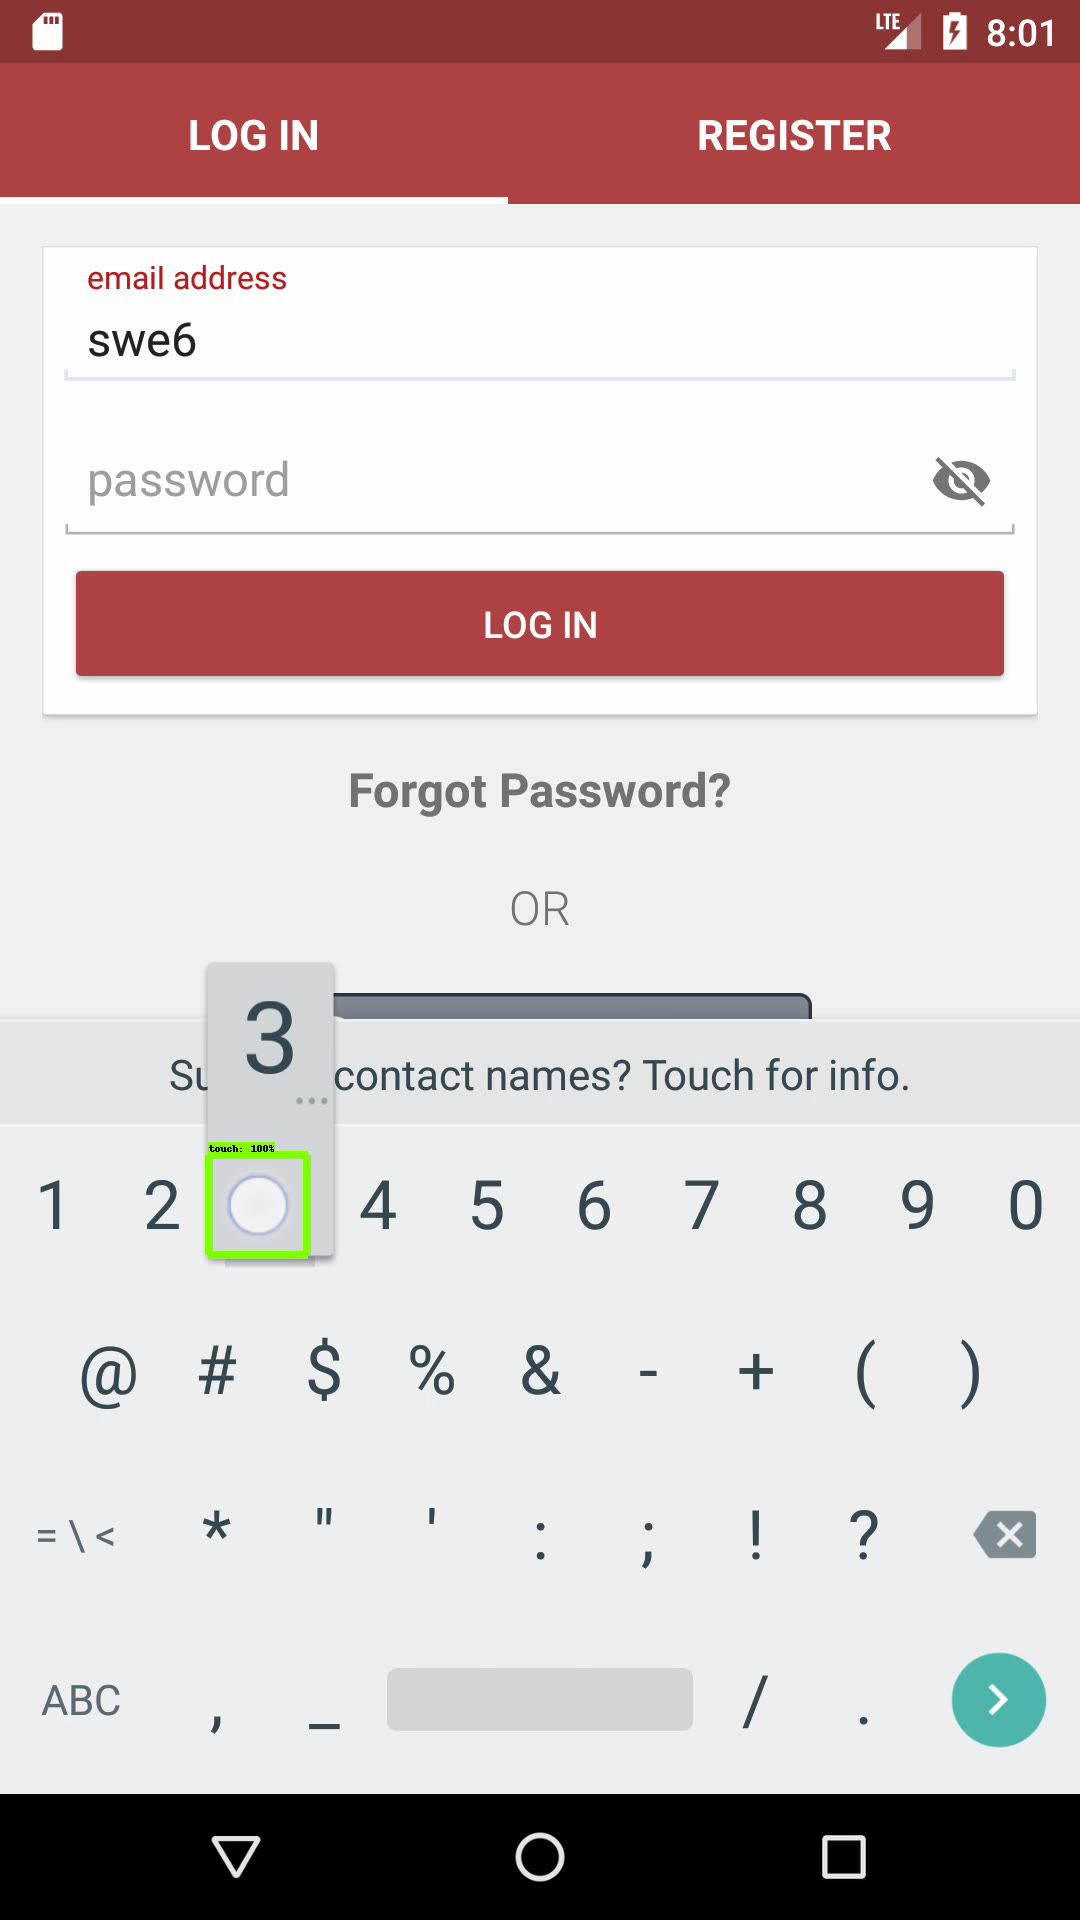 LTE 8:01
LOG IN REGISTER
email address
swe6
password
LOG IN
Forgot Password?
OR
3
contact names? Touch for info.
touch: 100%
1 2 4 5 6 7 8 9 0
@ # $ % & - + ( )
= \ < * " ' : ; ! ?
ABC , _ / .